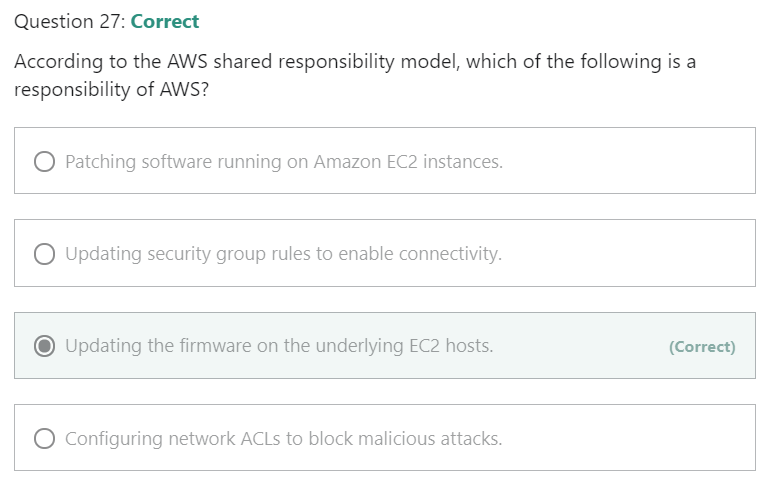 Question 27: Correct
According to the AWS shared responsibility model, which of the following is a
responsibility of AWS?
Patching software running on Amazon EC2 instances.
Updating security group rules to enable connectivity.
Updating the firmware on the underlying EC2 hosts. (Correct)
Configuring network ACLs to block malicious attacks.